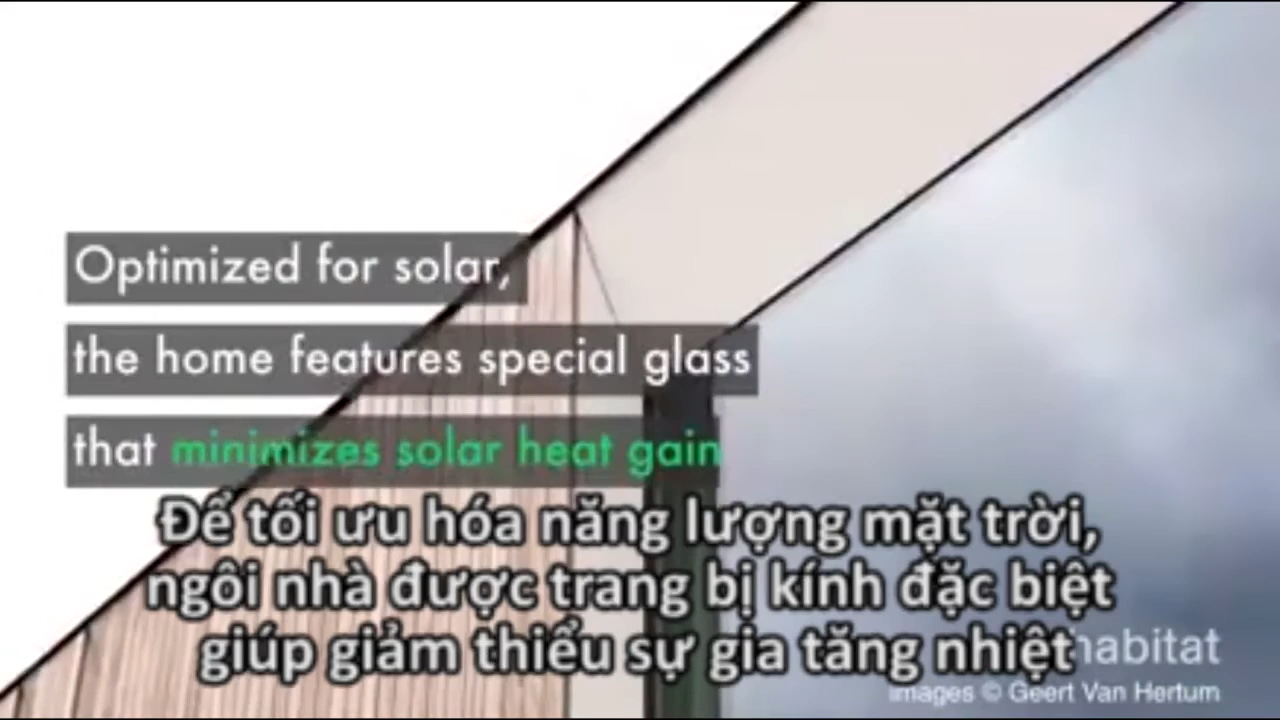 Optimized for solar,
the home features special glass
that minimizes solar heat gain
Để tối ưu hóa năng lượng mặt trời,
ngôi nhà được trang bị kính đặc biệt
giúp giảm thiểu sự gia tăng nhiệt
habitat
images © Geert Van Hertum